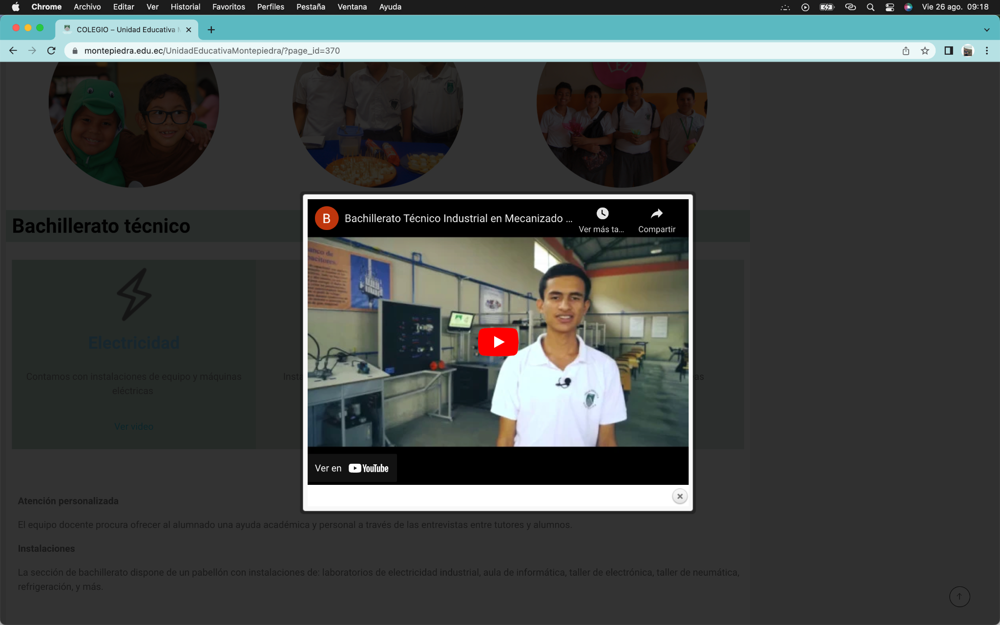 Chrome Archivo Editar Ver Historial Favoritos Perfiles Pestaña Ventana Ayuda Vie 26 ago. 09:18
COLEGIO – Unidad Educativa
montepiedra.edu.ec/UnidadEducativaMontepiedra/?page_id=370
LEO
Bachillerato técnico
B Bachillerato Técnico Industrial en Mecanizado ...
Ver más ta... Compartir
anco de
Electricidad
Contamos con instalaciones de equipo y máquinas
eléctricas
Ver video
Ver en YouTube
Atención personalizada
El equipo docente procura ofrecer al alumnado una ayuda académica y personal a través de las entrevistas entre tutores y alumnos.
Instalaciones
La sección de bachillerato dispone de un pabellón con instalaciones de: laboratorios de electricidad industrial, aula de informática, taller de electrónica, taller de neumática,
refrigeración, y más.